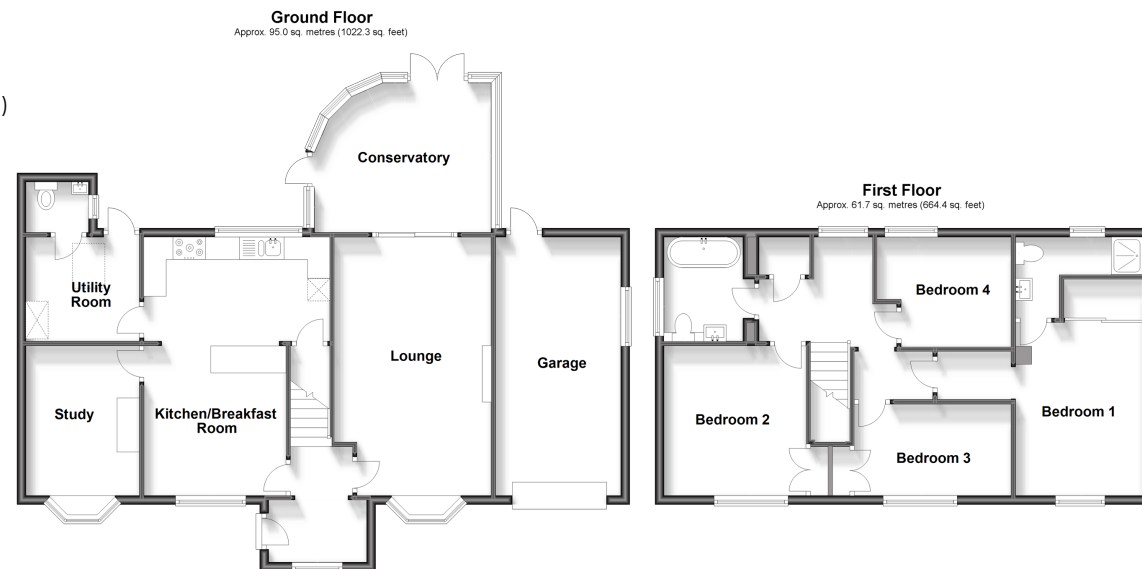 Ground Floor
Approx. 95.0 sq. metres (1022.3 sq. feet)
)
Conservatory
Utility
Room
Lounge
Garage
Study
Kitchen/Breakfast
Room
First Floor
Approx. 61.7 sq. metres (664.4 sq. feet)
Bedroom 4
Bedroom 2
Bedroom 1
Bedroom 3